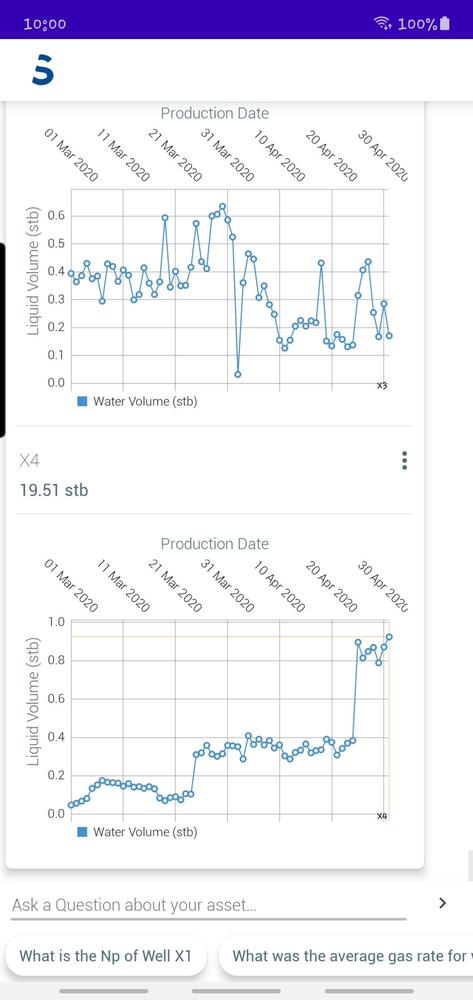 10:00
100%
S
Production Date
01 Mar 2020
11 Mar 2020
21 Mar 2020
31 Mar 2020
10 Apr 2020
20 Apr 2020
30 Apr 2020
Liquid Volume (stb)
0.6
0.5
0.4
0.3
0.2
0.1
0.0
X3
Water Volume (stb)
X4
19.51 stb
Production Date
01 Mar 2020
11 Mar 2020
21 Mar 2020
31 Mar 2020
10 Apr 2020
20 Apr 2020
30 Apr 2020
Liquid Volume (stb)
1.0
0.8
0.6
0.4
0.2
0.0
X4
Water Volume (stb)
Ask a Question about your asset...
What is the Np of Well X1
What was the average gas rate for